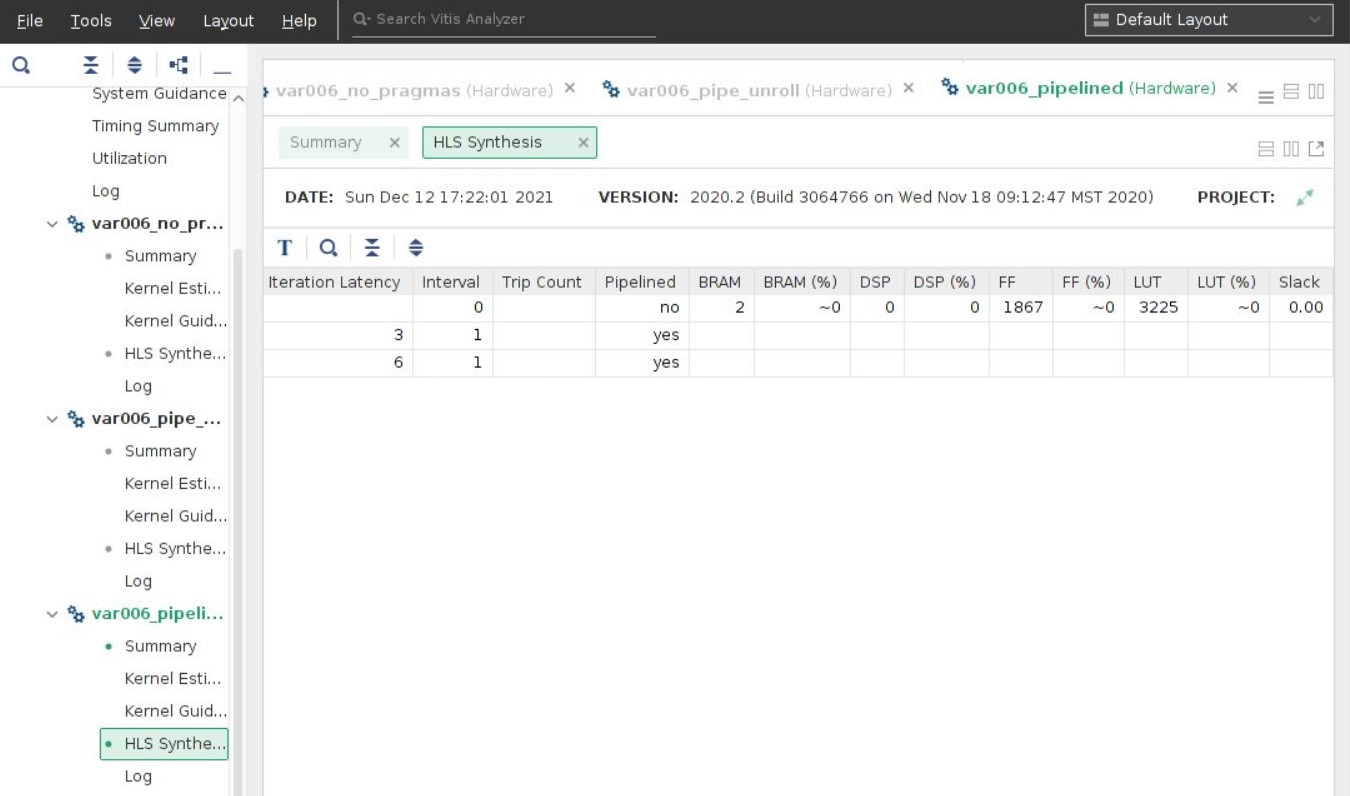 File Tools View Layout Help Search Vitis Analyzer Default Layout
System Guidance
Timing Summary
Utilization
Log
var006_no_pr...
Summary
Kernel Esti...
Kernel Guid...
HLS Synthe...
Log
var006_pipe_...
Summary
Kernel Esti...
Kernel Guid...
HLS Synthe...
Log
var006_pipeli...
Summary
Kernel Esti...
Kernel Guid...
HLS Synthe...
Log
var006_no_pragmas (Hardware) var006_pipe_unroll (Hardware) var006_pipelined (Hardware)
Summary HLS Synthesis
DATE: Sun Dec 12 17:22:01 2021 VERSION: 2020.2 (Build 3064766 on Wed Nov 18 09:12:47 MST 2020) PROJECT:
T
Iteration Latency Interval Trip Count Pipelined BRAM BRAM (%) DSP DSP (%) FF FF (%) LUT LUT (%) Slack
0 no 2 ~0 0 0 1867 ~0 3225 ~0 0.00
3 1 yes
6 1 yes